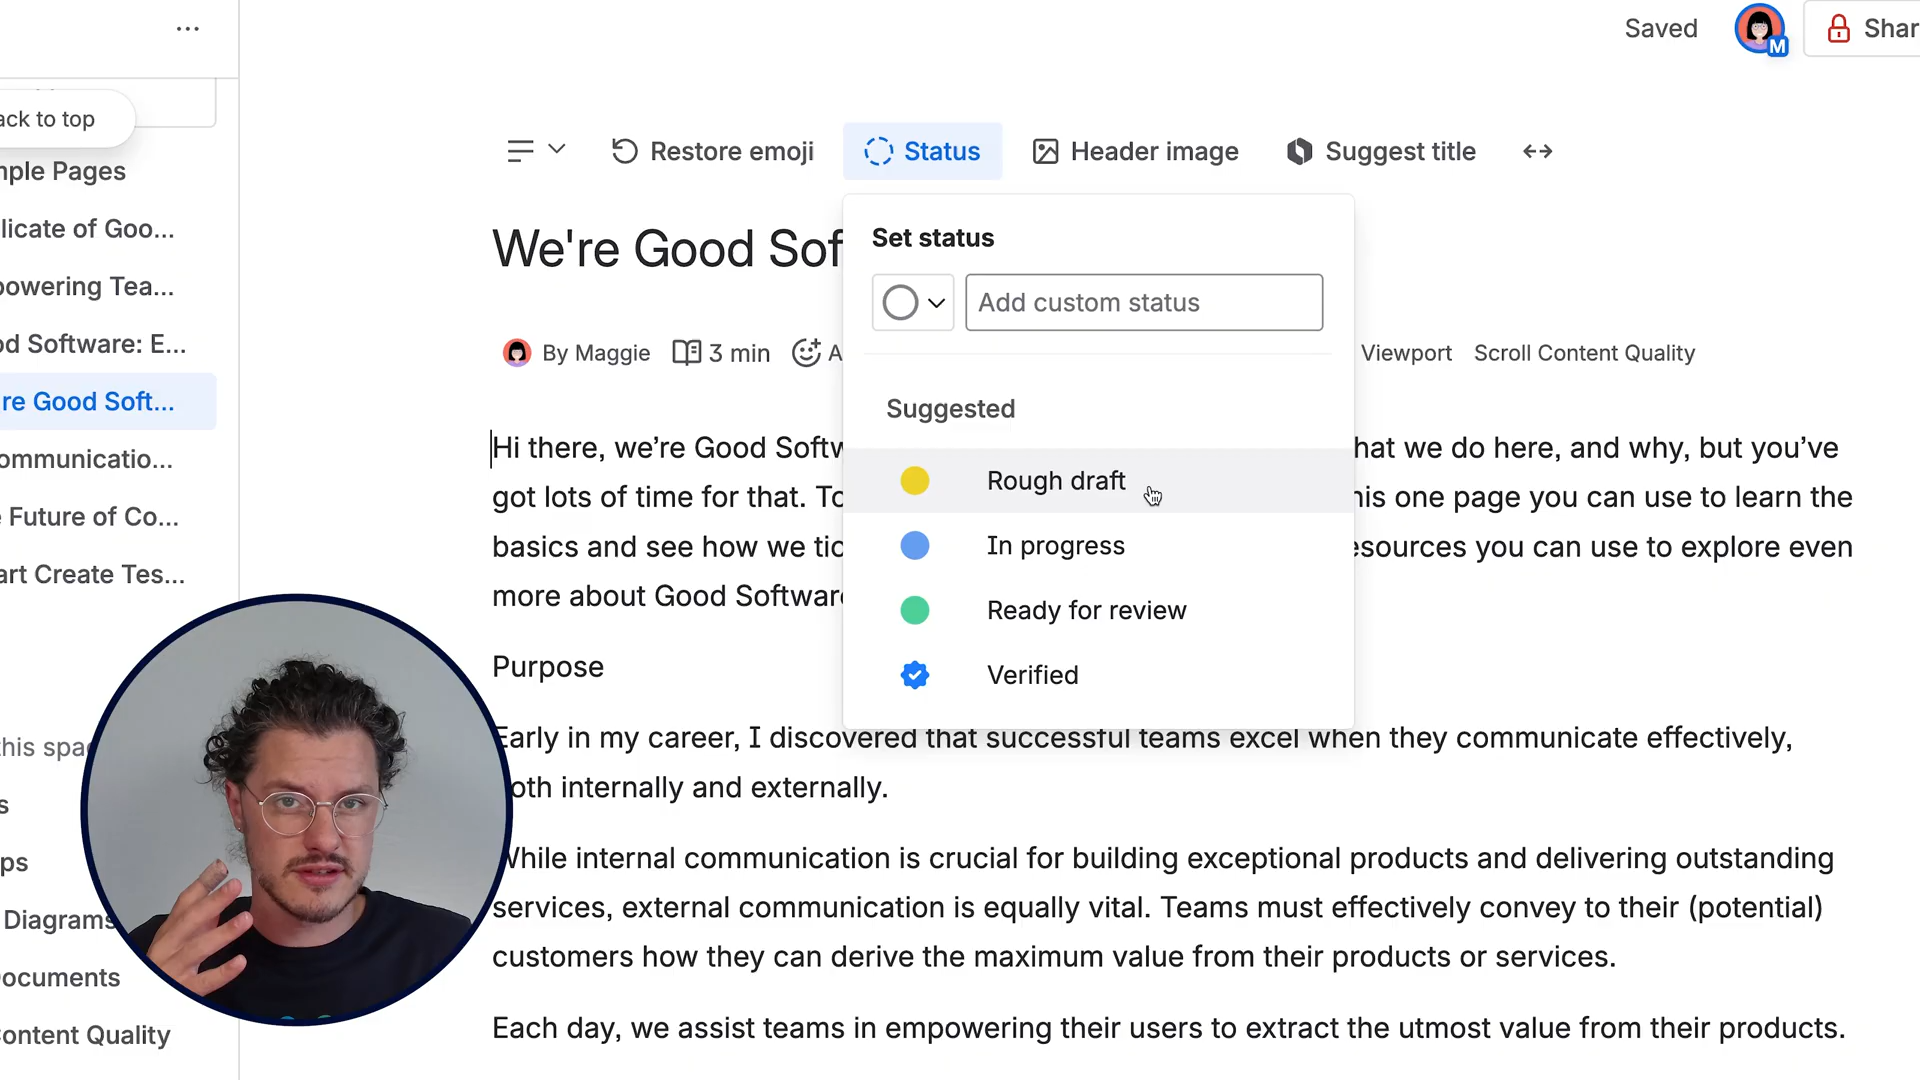 Saved
M
Shar
ack to top
mple Pages
licate of Goo...
powering Tea...
od Software: E...
re Good Soft...
ommunicatio...
e Future of Co...
art Create Tes...
this spac
s
ps
Diagrams
Documents
Content Quality
Restore emoji
Status
Header image
Suggest title
We're Good Sof
By Maggie
3 min
A
Viewport
Scroll Content Quality
Set status
Add custom status
Suggested
Rough draft
In progress
Ready for review
Verified
Hi there, we’re Good Softw hat we do here, and why, but you’ve
got lots of time for that. To his one page you can use to learn the
basics and see how we tic esources you can use to explore even
more about Good Software
Purpose
Early in my career, I discovered that successful teams excel when they communicate effectively,
oth internally and externally.
While internal communication is crucial for building exceptional products and delivering outstanding
services, external communication is equally vital. Teams must effectively convey to their (potential)
customers how they can derive the maximum value from their products or services.
Each day, we assist teams in empowering their users to extract the utmost value from their products.